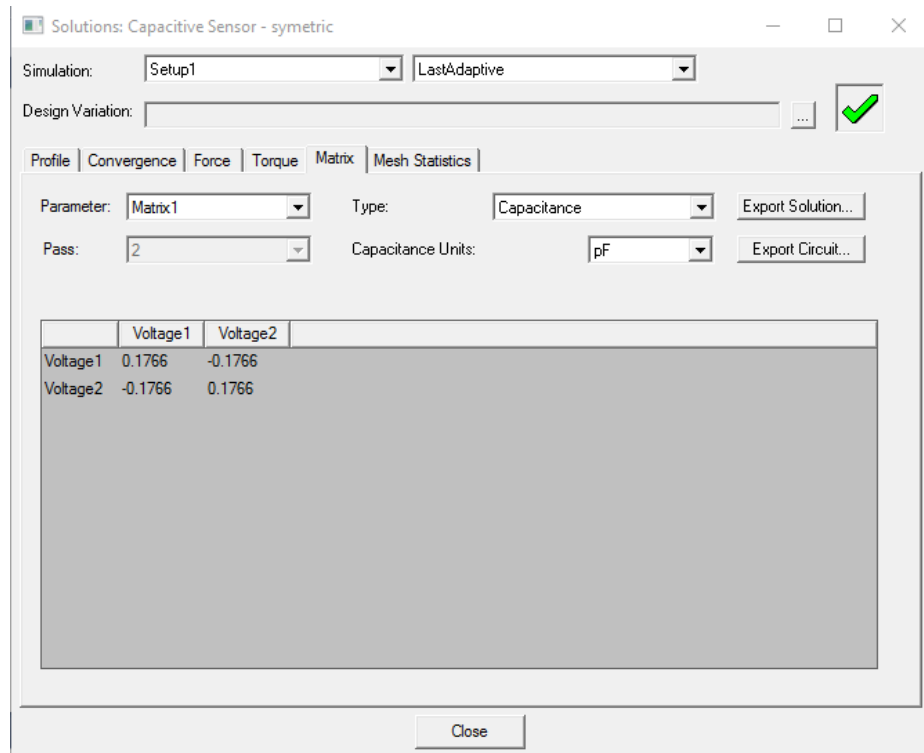 Solutions: Capacitive Sensor - symetric
Simulation: Setup1 LastAdaptive
Design Variation: ...
Profile Convergence Force Torque Matrix Mesh Statistics
Parameter: Matrix1 Type: Capacitance Export Solution...
Pass: 2 Capacitance Units: pF Export Circuit...
Voltage1 Voltage2
Voltage1 0.1766 -0.1766
Voltage2 -0.1766 0.1766
Close